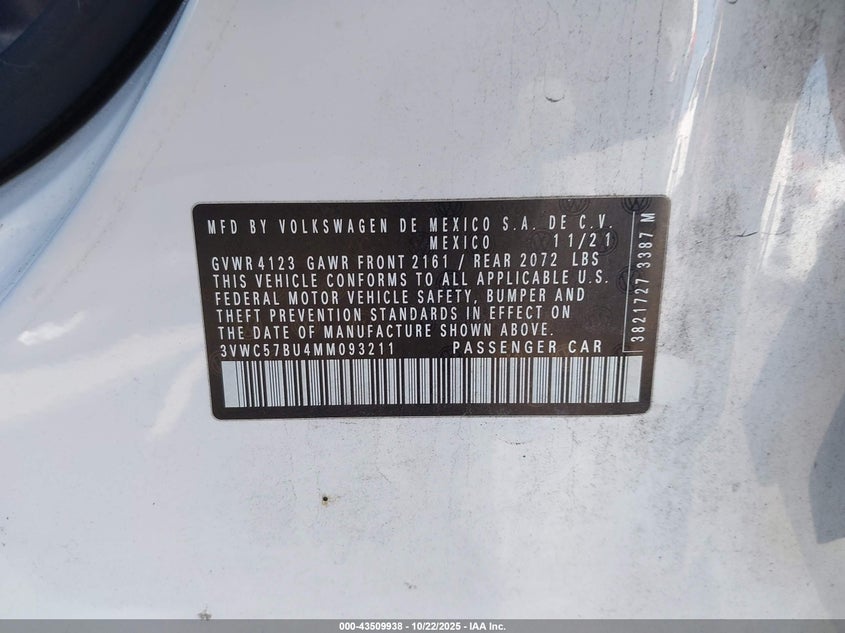 MFD BY VOLKSWAGEN DE MEXICO S.A. DE C.V.
MEXICO 11/21
GVWR 4123 GAWR FRONT 2161 / REAR 2072 LBS
THIS VEHICLE CONFORMS TO ALL APPLICABLE U.S.
FEDERAL MOTOR VEHICLE SAFETY, BUMPER AND
THEFT PREVENTION STANDARDS IN EFFECT ON
THE DATE OF MANUFACTURE SHOWN ABOVE.
3VWC57BU4MM093211 PASSENGER CAR
3821727 3387 M
000-43509938 - 10/22/2025 - IAA Inc.